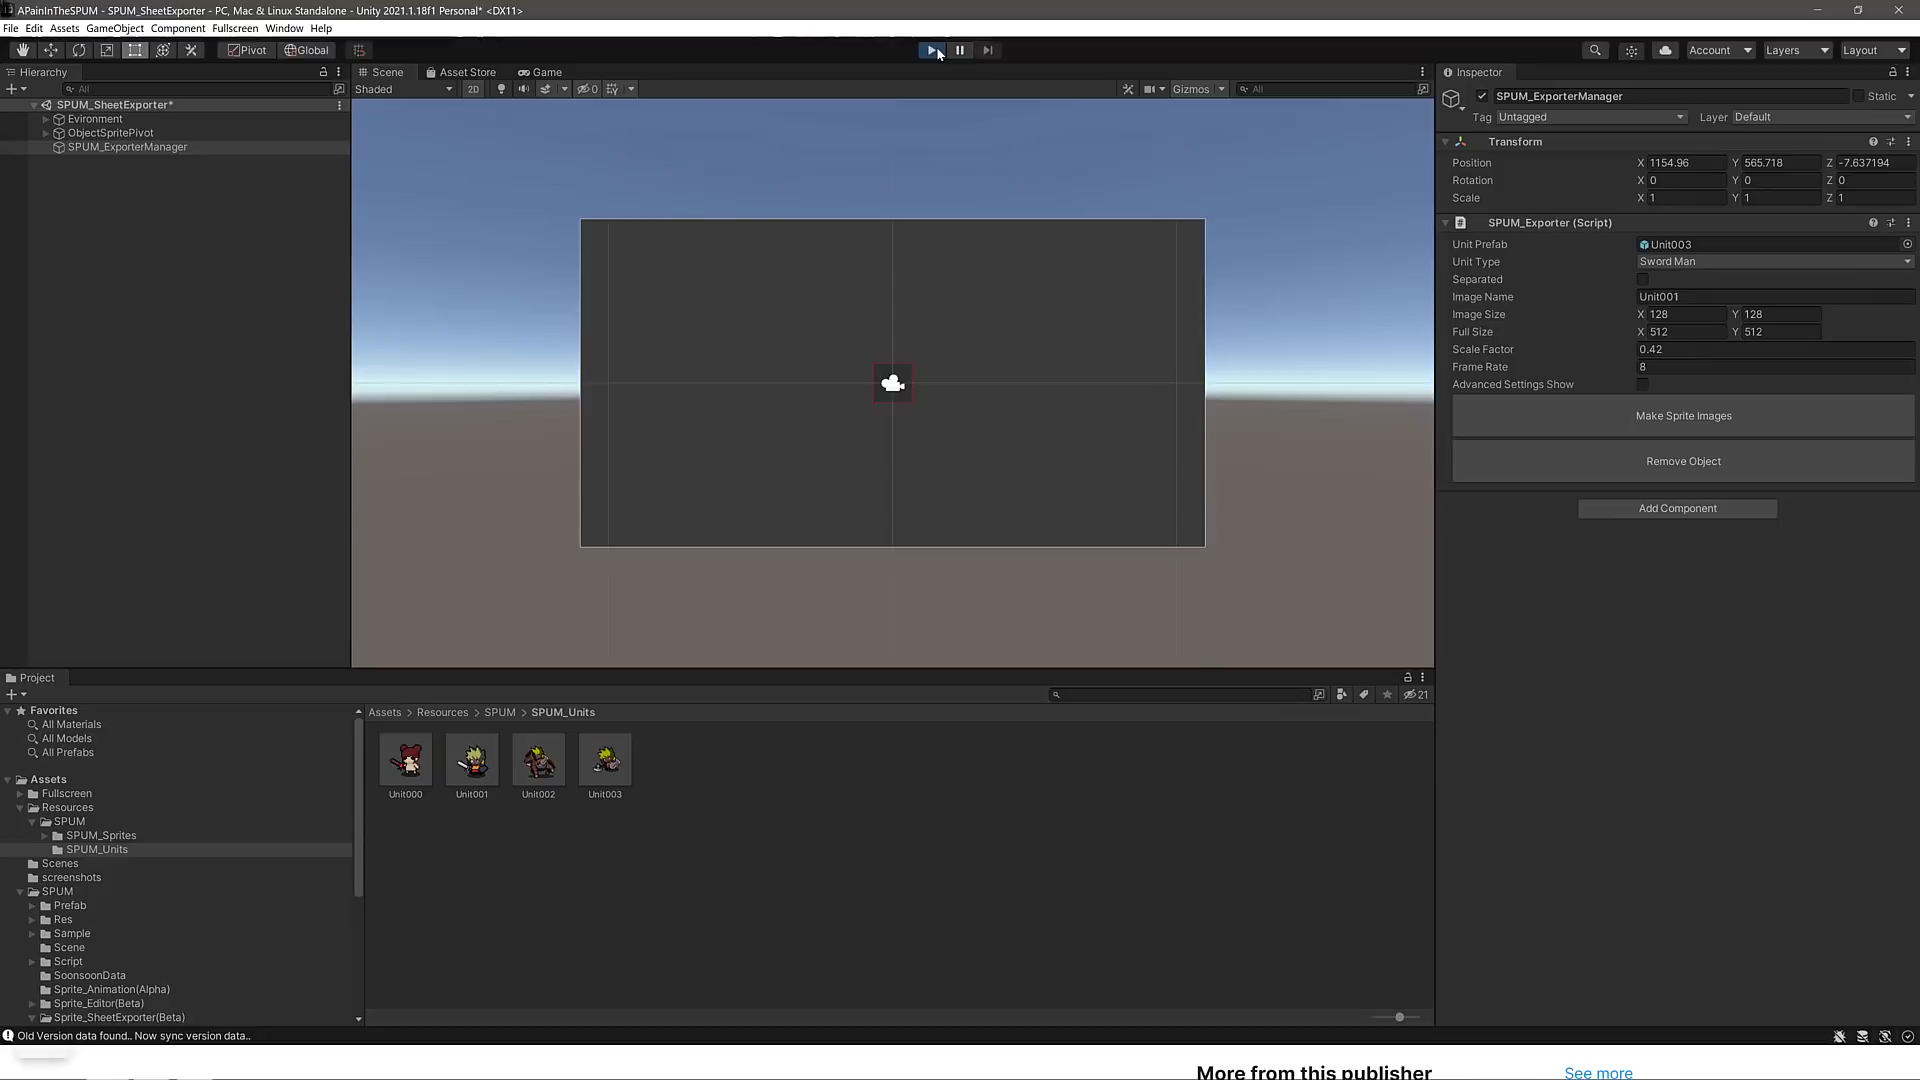 APainInTheSPUM - SPUM_SheetExporter - PC, Mac & Linux Standalone - Unity 2021.1.18f1 Personal* <DX11>
File Edit Assets GameObject Component Fullscreen Window Help
Pivot Global Account Layers Layout
Hierarchy
All
SPUM_SheetExporter*
Evironment
ObjectSpritePivot
SPUM_ExporterManager
Scene Asset Store Game
Shaded 2D 0 Gizmos All
Inspector
SPUM_ExporterManager Static
Tag Untagged Layer Default
Transform
Position X 1154.96 Y 565.718 Z -7.637194
Rotation X 0 Y 0 Z 0
Scale X 1 Y 1 Z 1
SPUM_Exporter (Script)
Unit Prefab Unit003
Unit Type Sword Man
Separated
Image Name Unit001
Image Size X 128 Y 128
Full Size X 512 Y 512
Scale Factor 0.42
Frame Rate 8
Advanced Settings Show
Make Sprite Images
Remove Object
Add Component
Project
21
Favorites
All Materials
All Models
All Prefabs
Assets
Fullscreen
Resources
SPUM
SPUM_Sprites
SPUM_Units
Scenes
screenshots
SPUM
Prefab
Res
Sample
Scene
Script
SoonsoonData
Sprite_Animation(Alpha)
Sprite_Editor(Beta)
Sprite_SheetExporter(Beta)
Assets > Resources > SPUM > SPUM_Units
Unit000 Unit001 Unit002 Unit003
Old Version data found.. Now sync version data..
More from this publisher See more